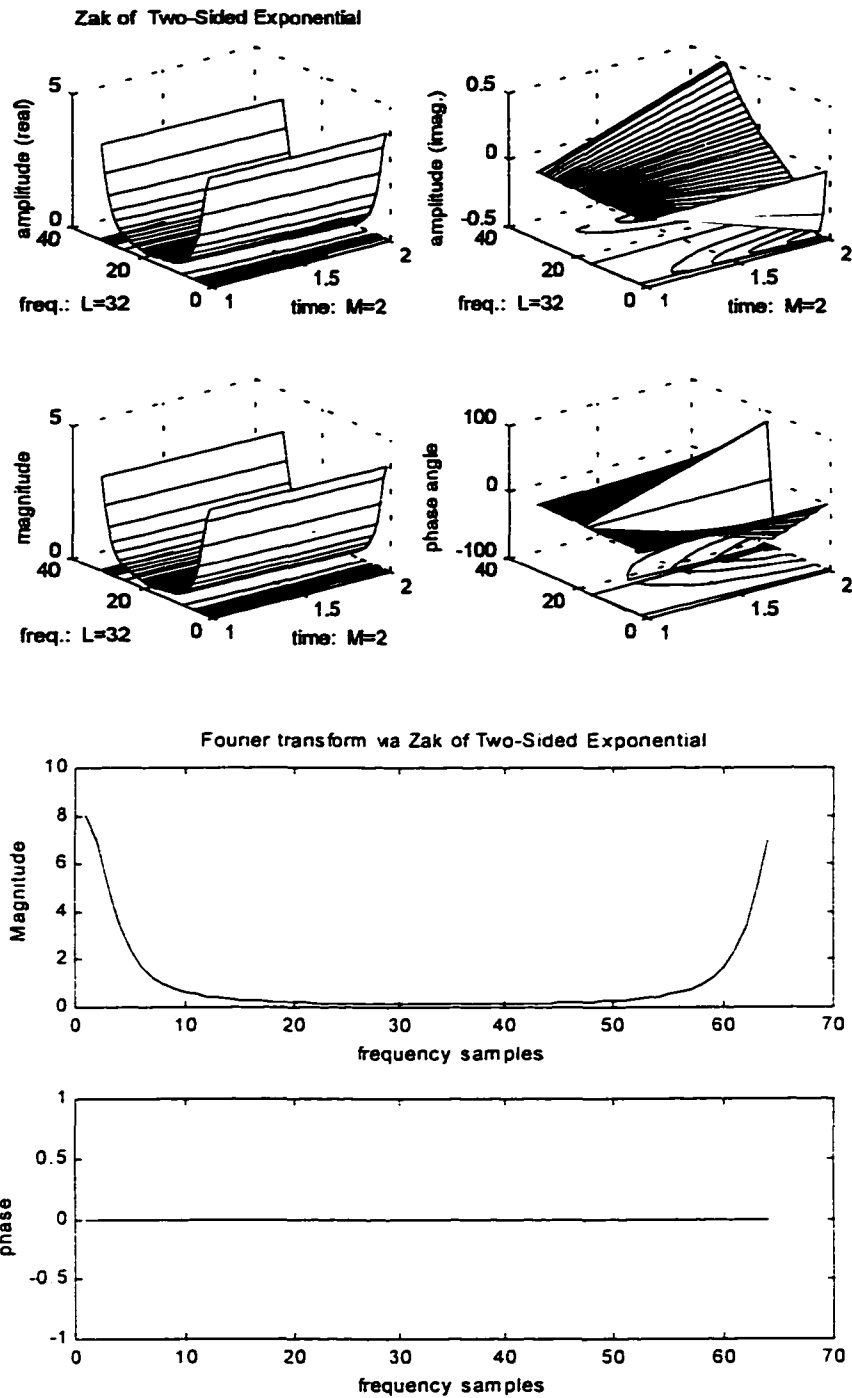 Zak of Two-Sided Exponential
5
amplitude (real)
0
40
20
0
1
1.5
2
freq.: L=32
time: M=2
0.5
amplitude (imag.)
0
-0.5
40
20
0
1
1.5
2
freq.: L=32
time: M=2
5
magnitude
0
40
20
0
1
1.5
2
freq.: L=32
time: M=2
100
phase angle
0
-100
40
20
0
1
1.5
2
Fourier transform via Zak of Two-Sided Exponential
10
8
6
4
2
0
Magnitude
0 10 20 30 40 50 60 70
frequency samples
1
0.5
0
-0.5
-1
phase
0 10 20 30 40 50 60 70
frequency samples